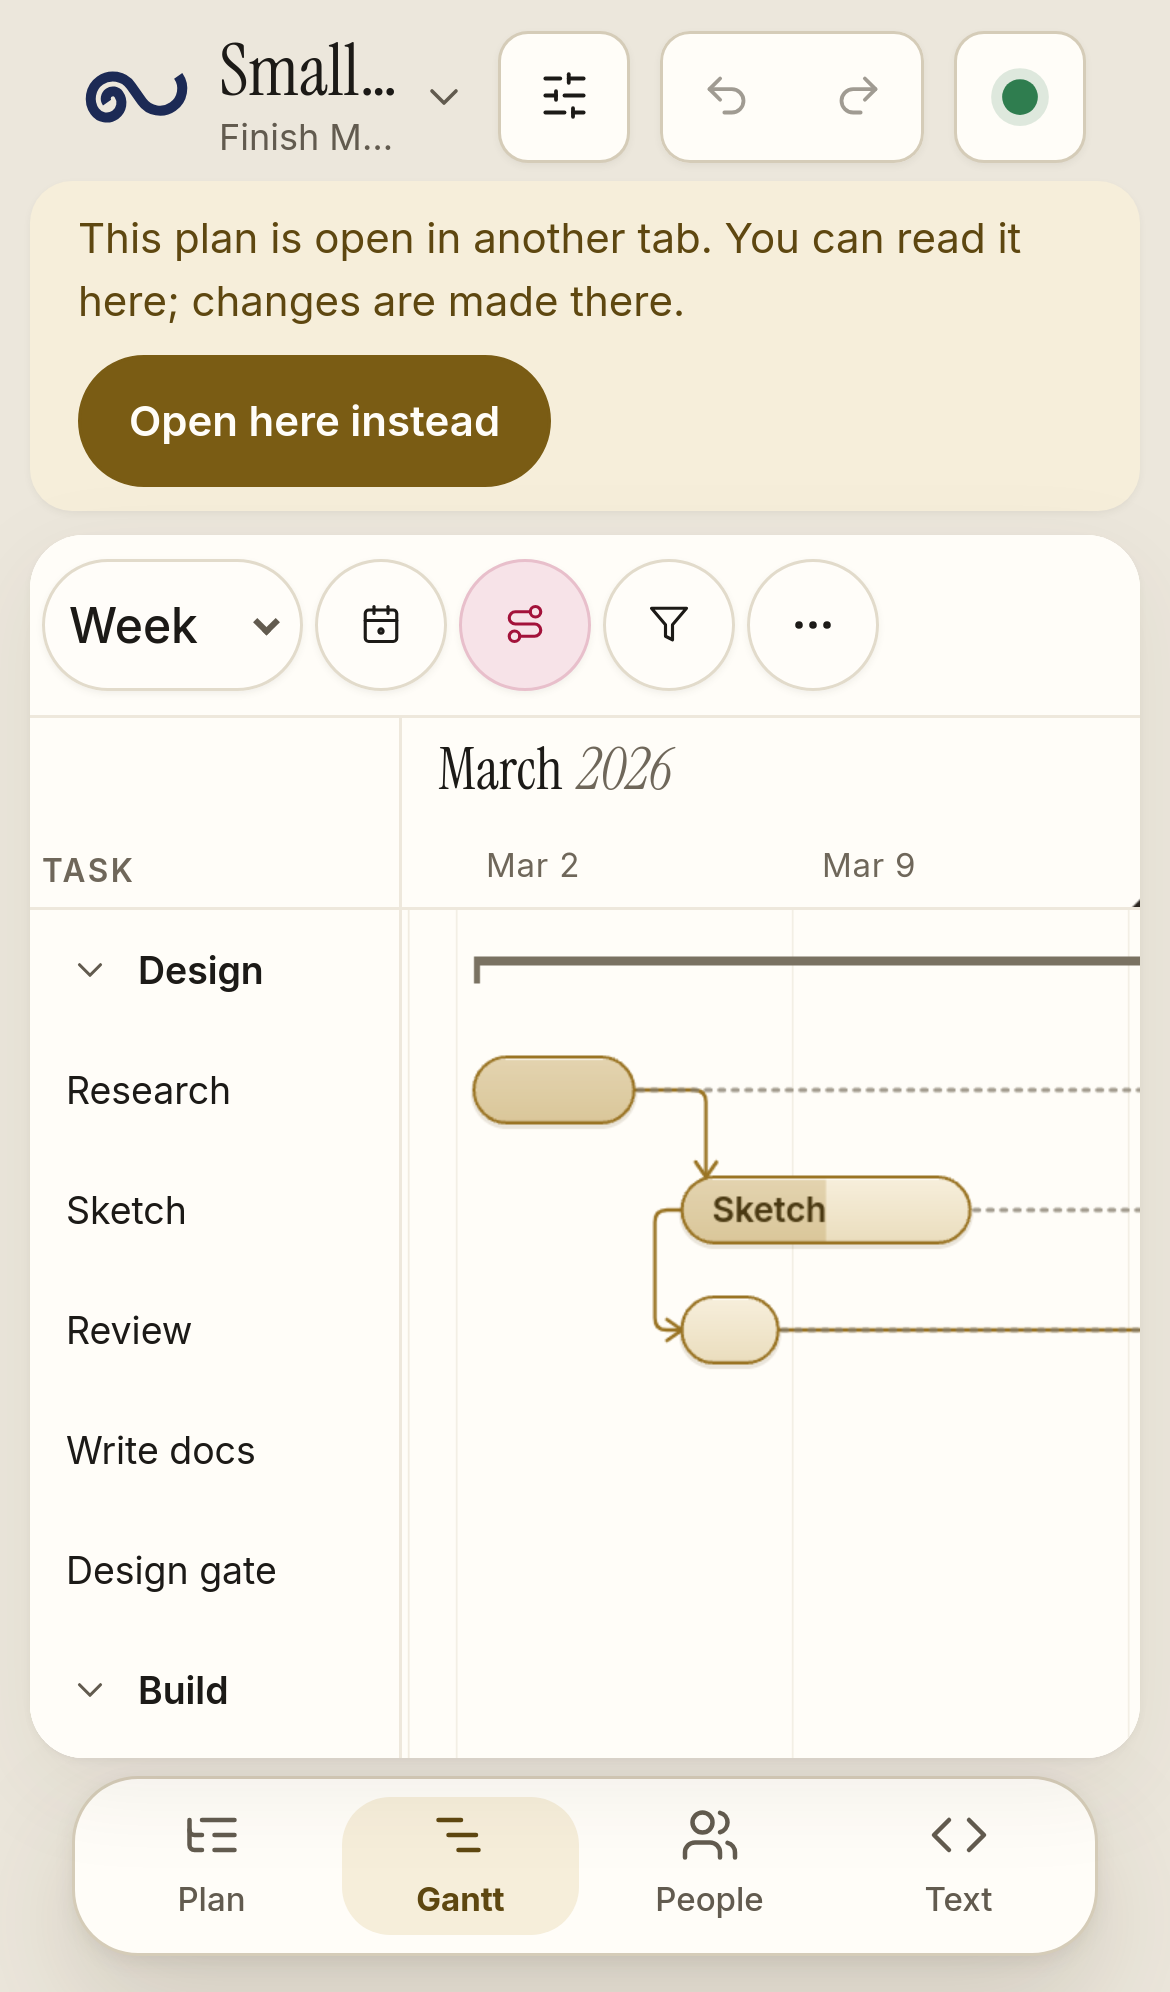 Small...
Finish M...
This plan is open in another tab. You can read it
here; changes are made there.
Open here instead
Week
March 2026
TASK
Mar 2
Mar 9
Design
Research
Sketch
Sketch
Review
Write docs
Design gate
Build
Plan
Gantt
People
Text